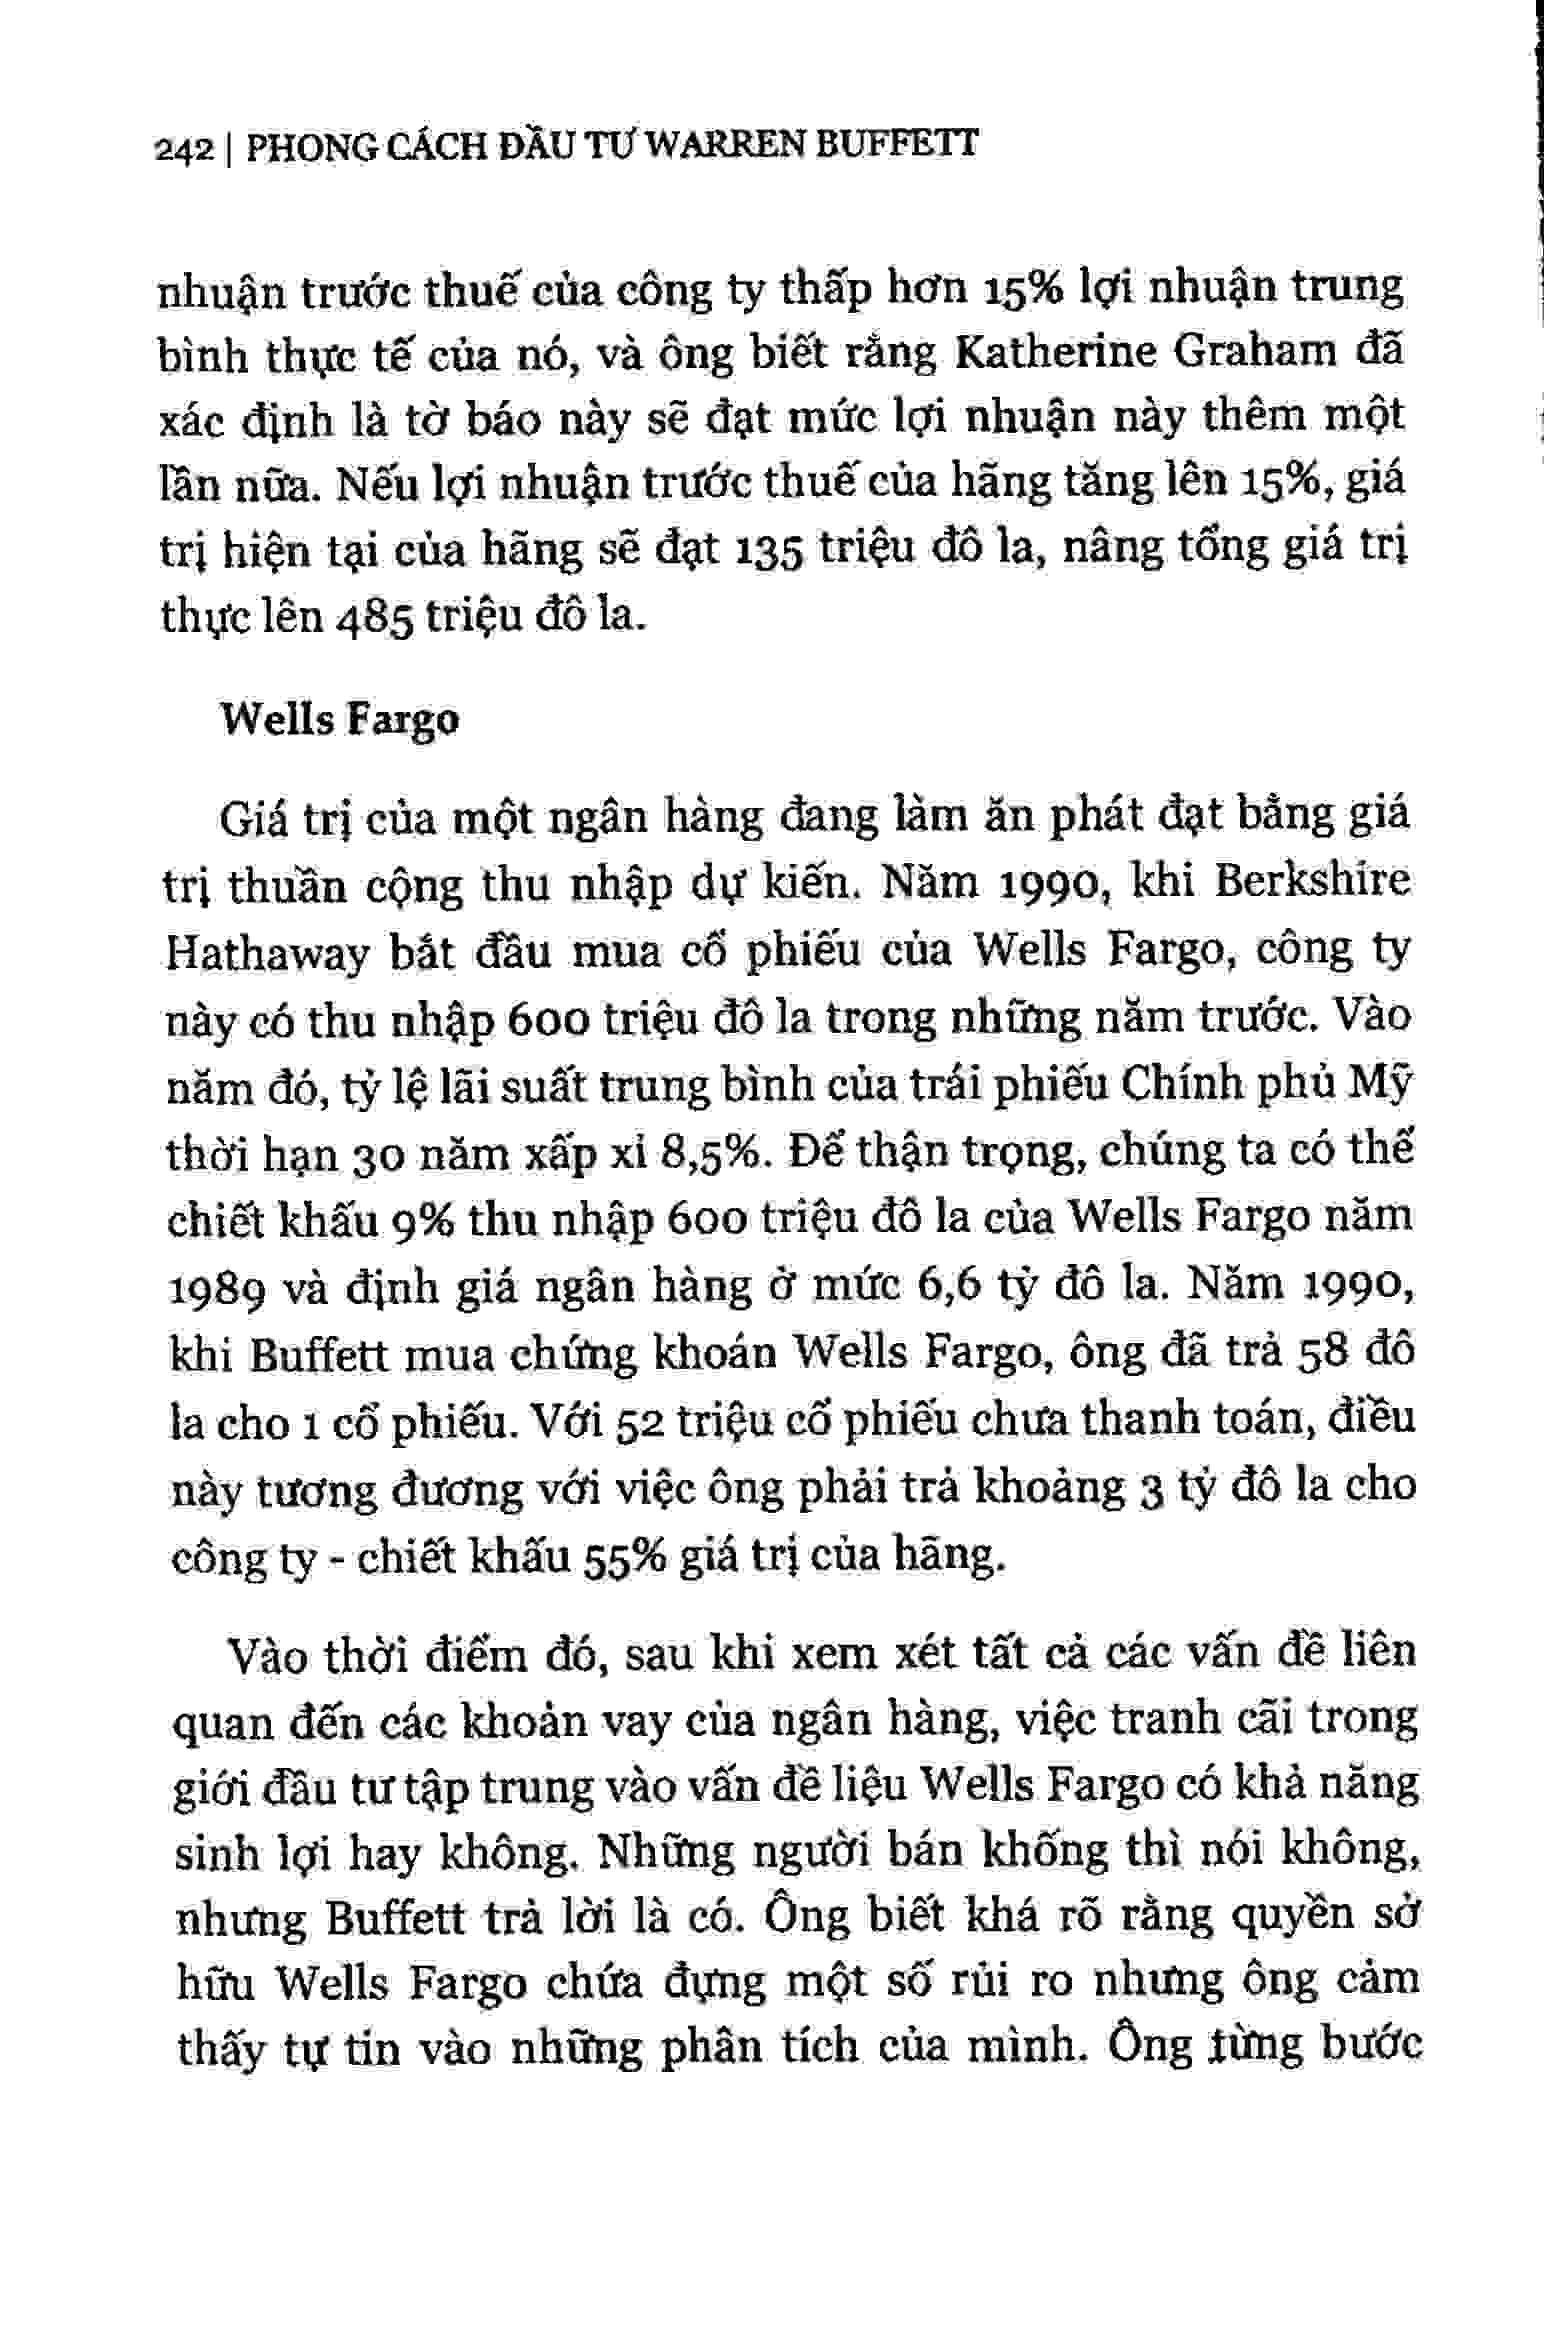 242 | PHONG CÁCH ĐẦU TƯ WARREN BUFFETT
nhuận trước thuế của công ty thấp hơn 15% lợi nhuận trung
bình thực tế của nó, và ông biết rằng Katherine Graham đã
xác định là tờ báo này sẽ đạt mức lợi nhuận này thêm một
lần nữa. Nếu lợi nhuận trước thuế của hãng tăng lên 15%, giá
trị hiện tại của hãng sẽ đạt 135 triệu đô la, nâng tổng giá trị
thực lên 485 triệu đô la.
Wells Fargo
Giá trị của một ngân hàng đang làm ăn phát đạt bằng giá
trị thuần cộng thu nhập dự kiến. Năm 1990, khi Berkshire
Hathaway bắt đầu mua cổ phiếu của Wells Fargo, công ty
này có thu nhập 600 triệu đô la trong những năm trước. Vào
năm đó, tỷ lệ lãi suất trung bình của trái phiếu Chính phủ Mỹ
thời hạn 30 năm xấp xỉ 8,5%. Để thận trọng, chúng ta có thể
chiết khấu 9% thu nhập 600 triệu đô la của Wells Fargo năm
1989 và định giá ngân hàng ở mức 6,6 tỷ đô la. Năm 1990,
khi Buffett mua chứng khoán Wells Fargo, ông đã trả 58 đô
la cho 1 cổ phiếu. Với 52 triệu cổ phiếu chưa thanh toán, điều
này tương đương với việc ông phải trả khoảng 3 tỷ đô la cho
công ty - chiết khấu 55% giá trị của hãng.
Vào thời điểm đó, sau khi xem xét tất cả các vấn đề liên
quan đến các khoản vay của ngân hàng, việc tranh cãi trong
giới đầu tư tập trung vào vấn đề liệu Wells Fargo có khả năng
sinh lợi hay không. Những người bán khống thì nói không,
nhưng Buffett trả lời là có. Ông biết khá rõ rằng quyền sở
hữu Wells Fargo chứa đựng một số rủi ro nhưng ông cảm
thấy tự tin vào những phân tích của mình. Ông từng bước